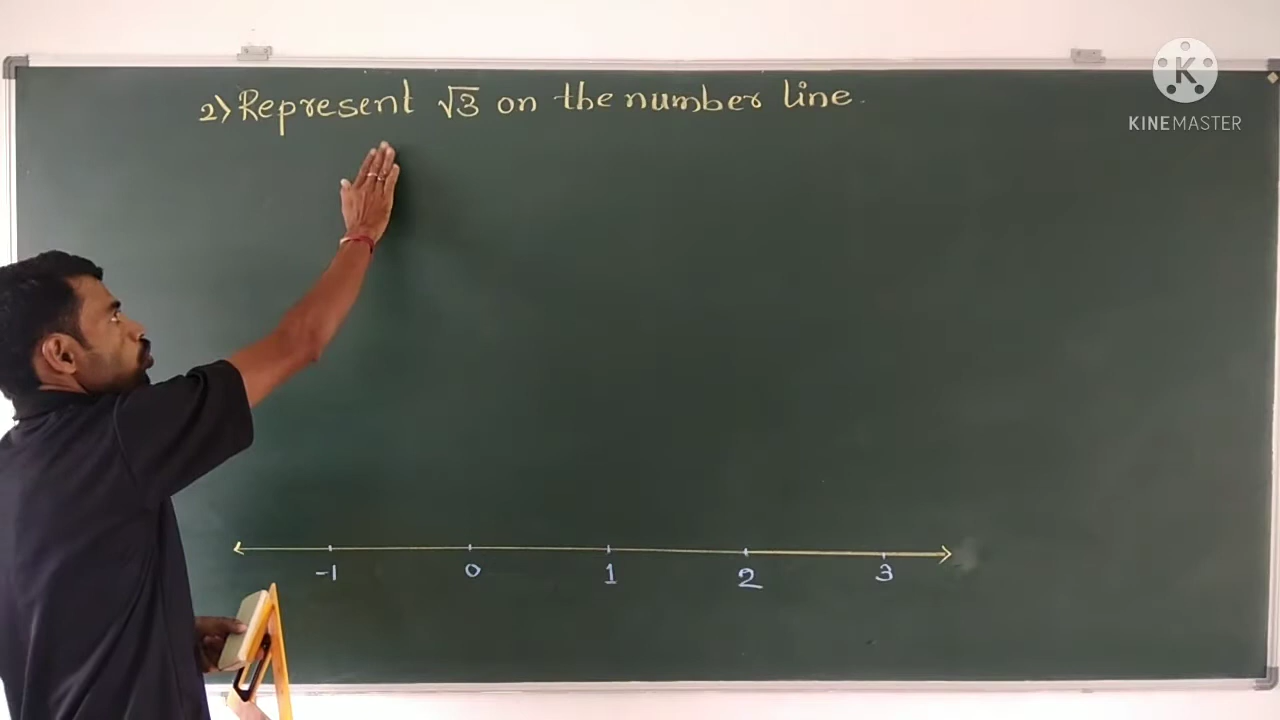 2) Represent √3 on the number line.
K
KINEMASTER
-1 0 1 2 3